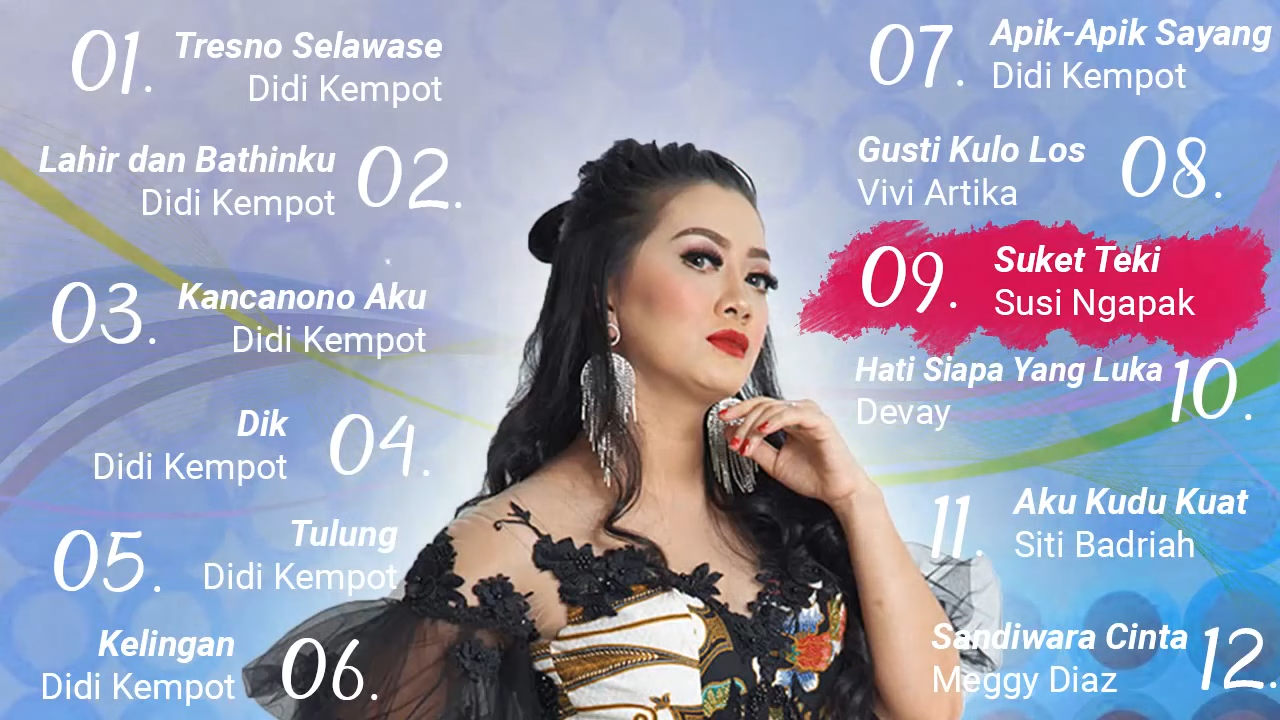 01. Tresno Selawase
Didi Kempot
Lahir dan Bathinku 02.
Didi Kempot
03. Kancanono Aku
Didi Kempot
Dik 04.
Didi Kempot
05. Tulung
Didi Kempot
Kelingan 06.
Didi Kempot
07. Apik-Apik Sayang
Didi Kempot
Gusti Kulo Los 08.
Vivi Artika
09. Suket Teki
Susi Ngapak
Hati Siapa Yang Luka 10.
Devay
11. Aku Kudu Kuat
Siti Badriah
Sandiwara Cinta 12.
Meggy Diaz